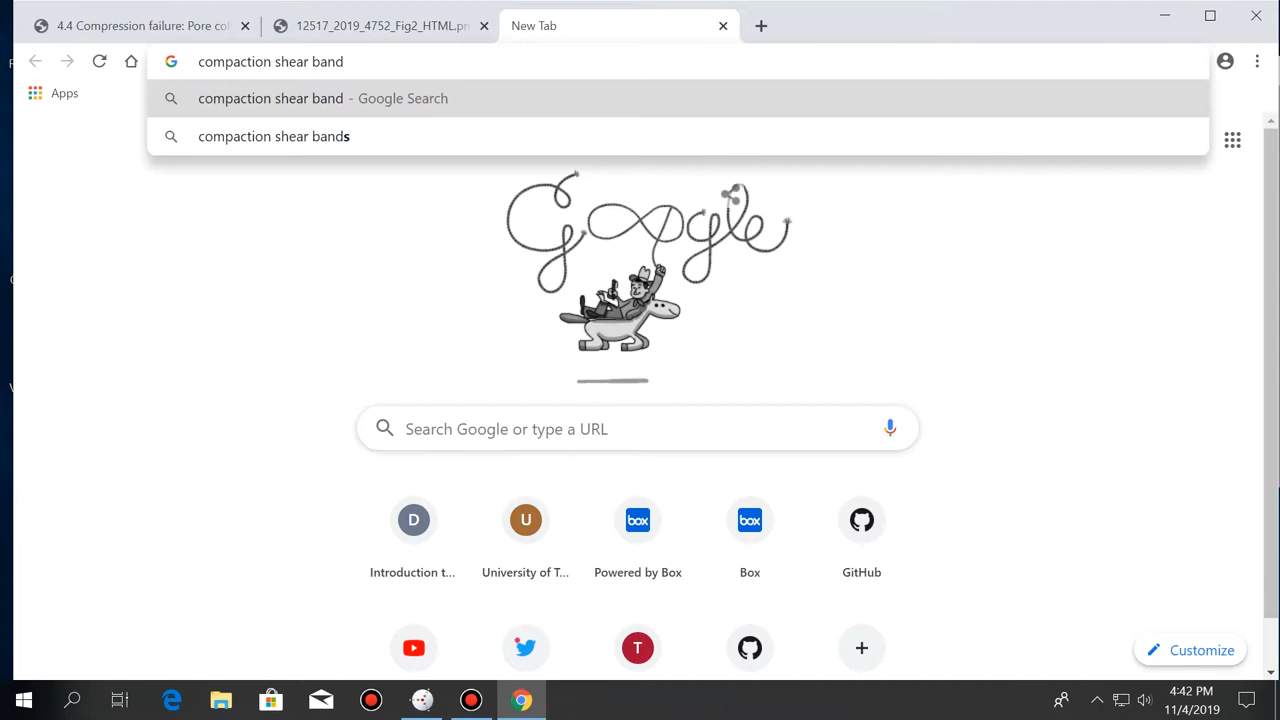 4.4 Compression failure: Pore col
12517_2019_4752_Fig2_HTML.pn
New Tab
compaction shear band
Apps
compaction shear band - Google Search
compaction shear bands
Google
Search Google or type a URL
D
U
box
box
Introduction t...
University of T...
Powered by Box
Box
GitHub
T
Customize
4:42 PM
11/4/2019